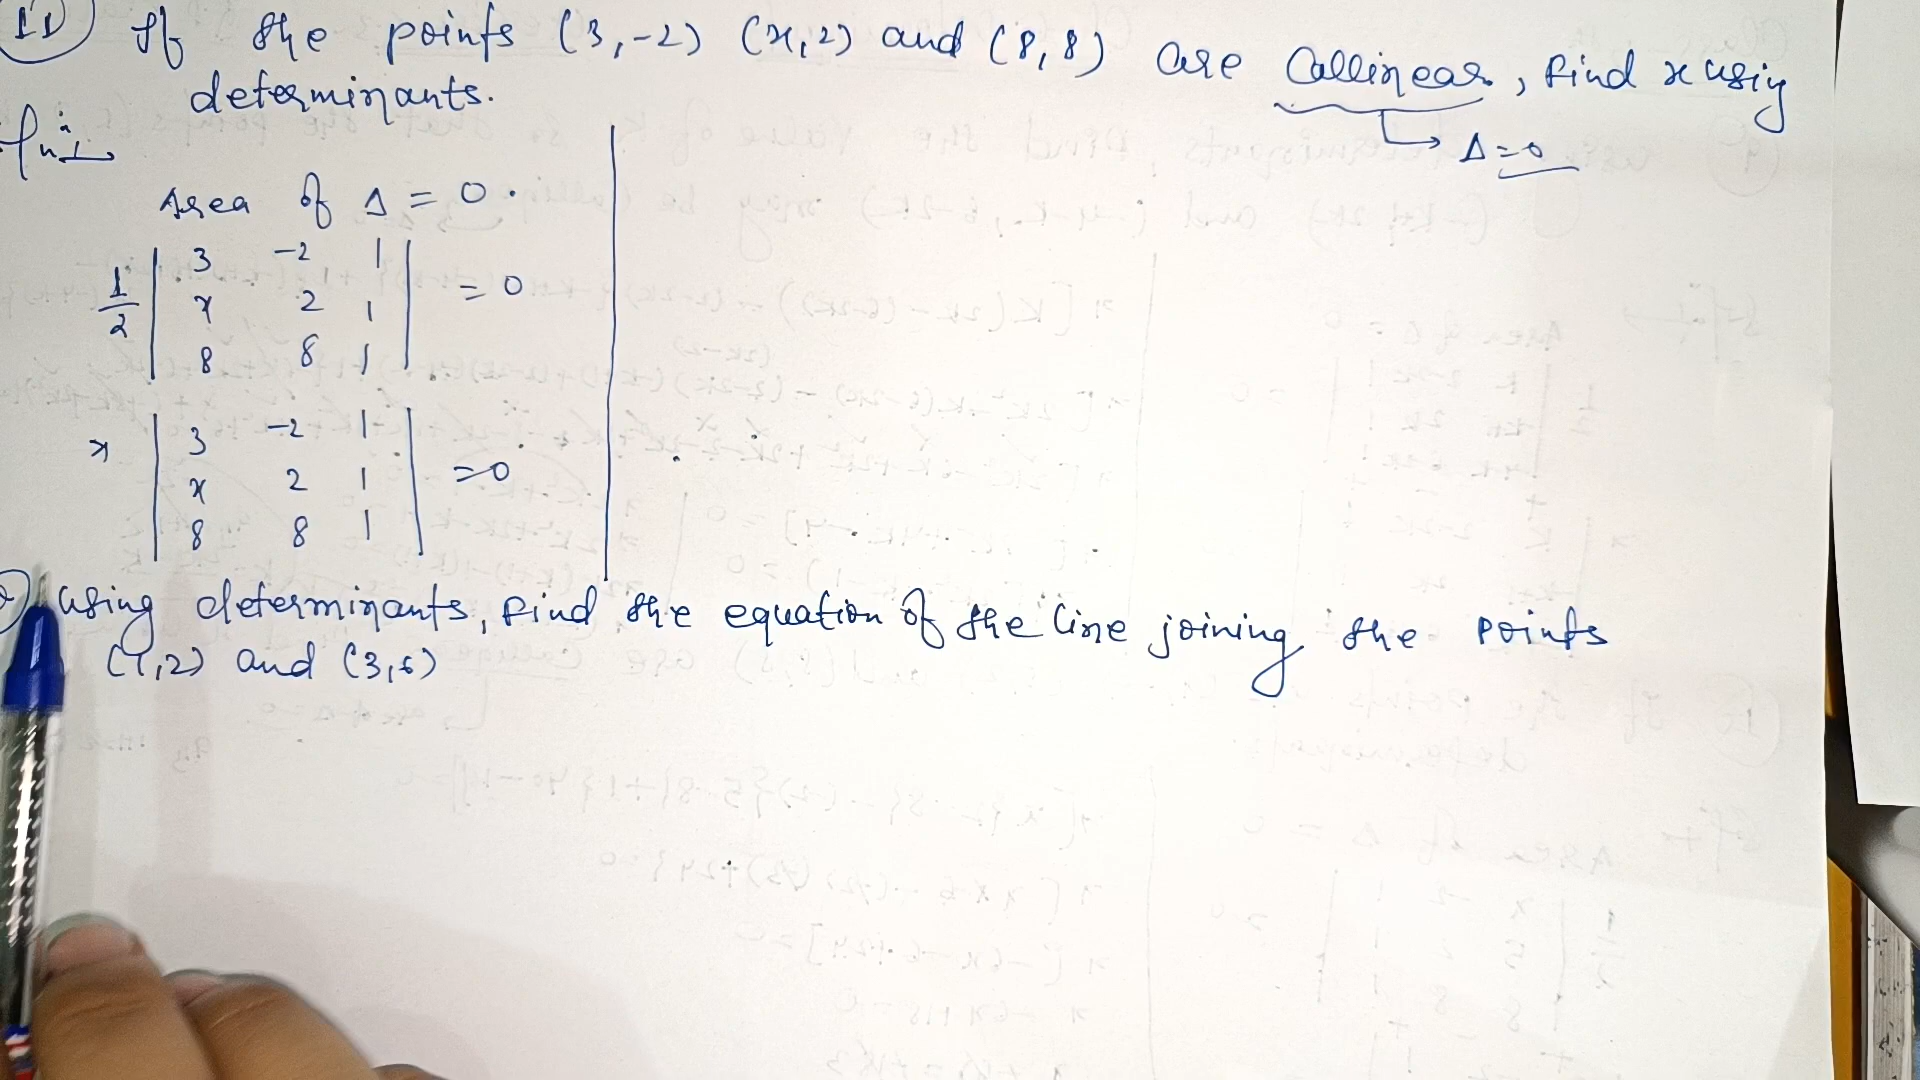 11 If the points (3,-2) (x,2) and (8,8) are Callinear, find x using
determinants.
→ Δ=0
Area of Δ = 0.
1/2 | 3 -2 1 |
| x 2 1 | = 0
| 8 8 1 |
| 3 -2 1 |
| x 2 1 | =0
| 8 8 1 |
using determinants, find the equation of the line joining the points
(1,2) and (3,6)